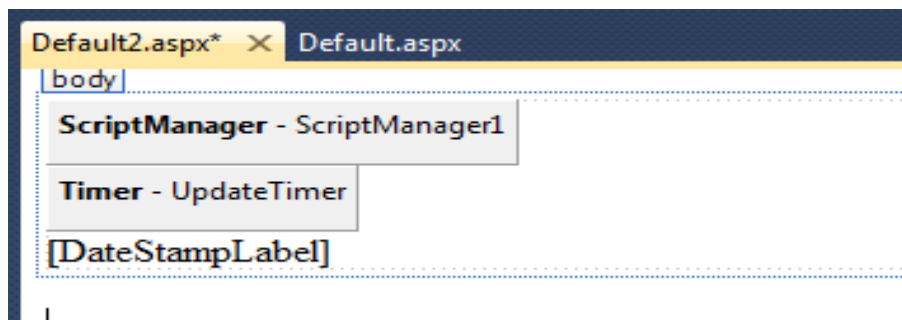 Default2.aspx* × Default.aspx
body
ScriptManager - ScriptManager1
Timer - UpdateTimer
[DateStampLabel]